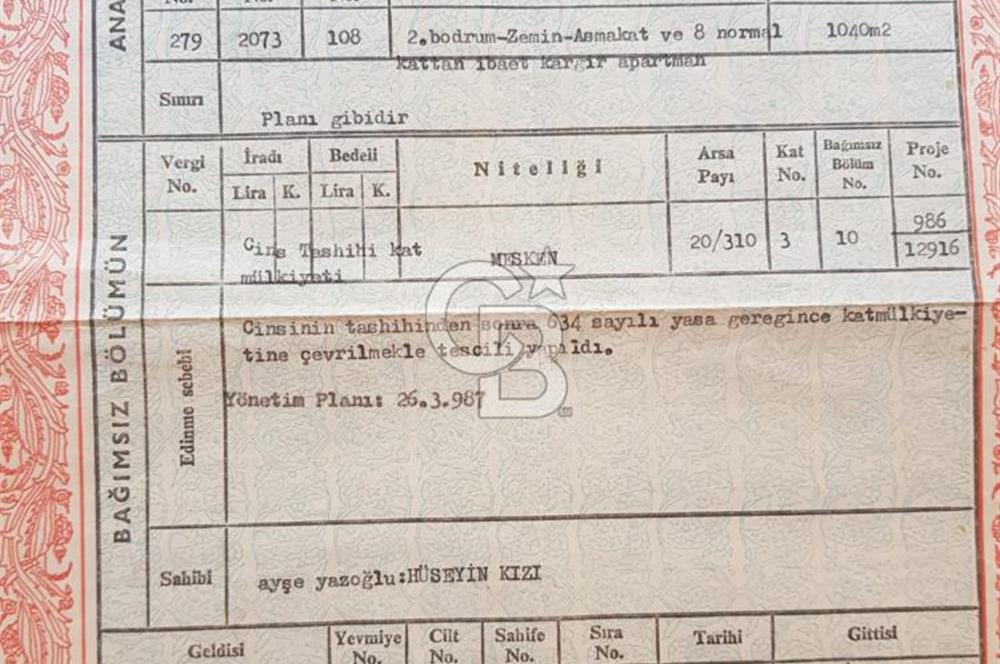 ANA
279 2073 108 2.bodrum-Zemin-Asmakat ve 8 normal 1040m2
kattan ibaet kargir apartman
Sınırı
Planı gibidir
BAĞIMSIZ BÖLÜMÜN
Vergi No. İradı Bedeli Niteliği Arsa Payı Kat No. Bağımsız Bölüm No. Proje No.
Lira K. Lira K.
Cins Tashihi kat MESKEN 20/310 3 10 986
12916
mülkiyeti
Edinme sebebi
Cinsinin tashihinden sonra 634 sayılı yasa geregince katmülkiye-
tine çevrilmekle tescili yapıldı.
Yönetim Planı: 26.3.987
CB
Sahibi
ayşe yazoğlu:HÜSEYİN KIZI
Geldisi Yevmiye No. Cilt No. Sahife No. Sıra No. Tarihi Gittisi